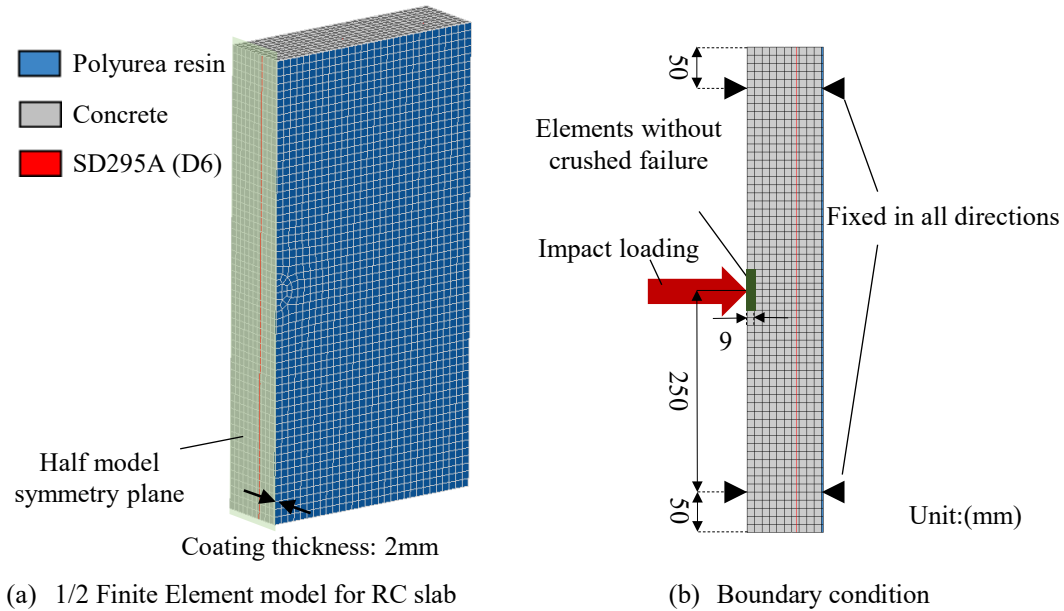 Polyurea resin
Concrete
SD295A (D6)
Half model
symmetry plane
Coating thickness: 2mm
(a) 1/2 Finite Element model for RC slab
50
Elements without
crushed failure
Fixed in all directions
Impact loading
9
250
50
Unit:(mm)
(b) Boundary condition